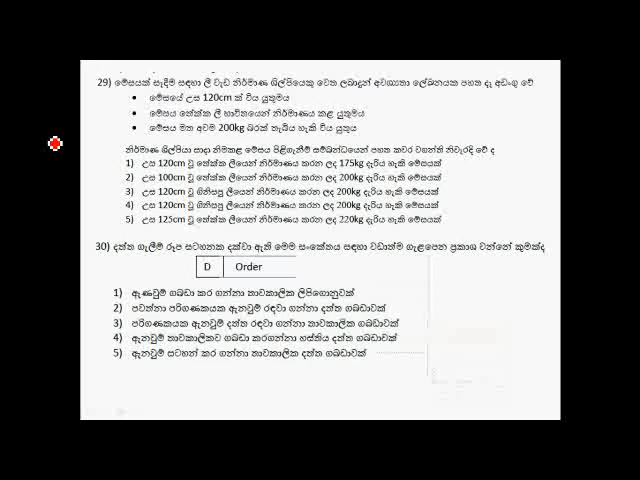 29) මේසයක් සෑදීම සඳහා ලී වැඩ නිර්මාණ ශිල්පියෙකු වෙත ලබාදුන් අවශ්‍යතා ලේඛනයක පහත දෑ අඩංගු වේ
• මේසයේ උස 120cm ක් විය යුතුමය
• මේසය තේක්ක ලී භාවිතයෙන් නිර්මාණය කළ යුතුමය
• මේසය මත අවම 200kg බරක් තැබිය හැකි විය යුතුය
නිර්මාණ ශිල්පියා සාදා නිමකළ මේසය පිළිගැනීම සම්බන්ධයෙන් පහත කවර වගන්ති නිවැරදි වේ ද
1) උස 120cm වූ තේක්ක ලීයෙන් නිර්මාණය කරන ලද 175kg දැරිය හැකි මේසයක්
2) උස 100cm වූ තේක්ක ලීයෙන් නිර්මාණය කරන ලද 200kg දැරිය හැකි මේසයක්
3) උස 120cm වූ ගිනිසපු ලීයෙන් නිර්මාණය කරන ලද 200kg දැරිය හැකි මේසයක්
4) උස 120cm වූ ගිනිසපු ලීයෙන් නිර්මාණය කරන ලද 200kg දැරිය හැකි මේසයක්
5) උස 125cm වූ තේක්ක ලීයෙන් නිර්මාණය කරන ලද 220kg දැරිය හැකි මේසයක්
30) දත්ත ගැලීම් රූප සටහනක දක්වා ඇති මෙම සංකේතය සඳහා වඩාත්ම ගැළපෙන ප්‍රකාශ වන්නේ කුමක්ද
D Order
1) ඇණවුම් ගබඩා කර ගන්නා තාවකාලික ලිපිගොනුවක්
2) පවත්නා පරිගණකයක ඇනවුම් රඳවා ගන්නා දත්ත ගබඩාවක්
3) පරිගණකයක ඇනවුම් දත්ත රඳවා ගන්නා තාවකාලික ගබඩාවක්
4) ඇනවුම් තාවකාලිකව ගබඩා කරගන්නා හස්තීය දත්ත ගබඩාවක්
5) ඇනවුම් සටහන් කර ගන්නා තාවකාලික දත්ත ගබඩාවක්